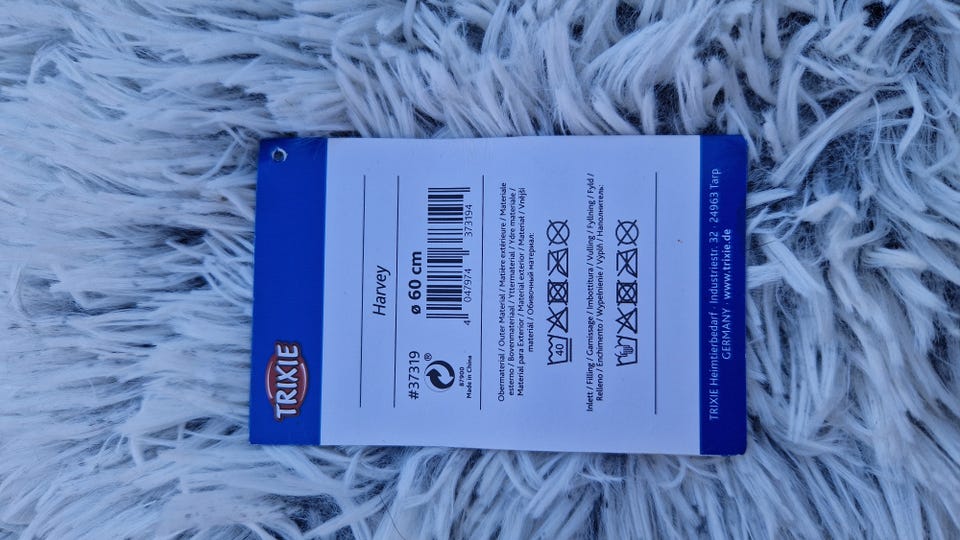 TRIXIE
Harvey
#37319 ø 60 cm
®
87900
Made in China
4 047974 373194
Obermaterial / Outer Material / Matière extérieure / Materiale
esterno / Bovenmateriaal / Yttermaterial / Ydre materiale /
Material para Exterior / Material exterior / Materiał / Vnější
materiál / Обивочный материал:
40
Inlett / Filling / Garnissage / Imbottitura / Vulling / Fyllning / Fyld /
Relleno / Enchimento / Wypełnienie / Výplň / Наполнитель:
TRIXIE Heimtierbedarf · Industriestr. 32 · 24963 Tarp
GERMANY · www.trixie.de